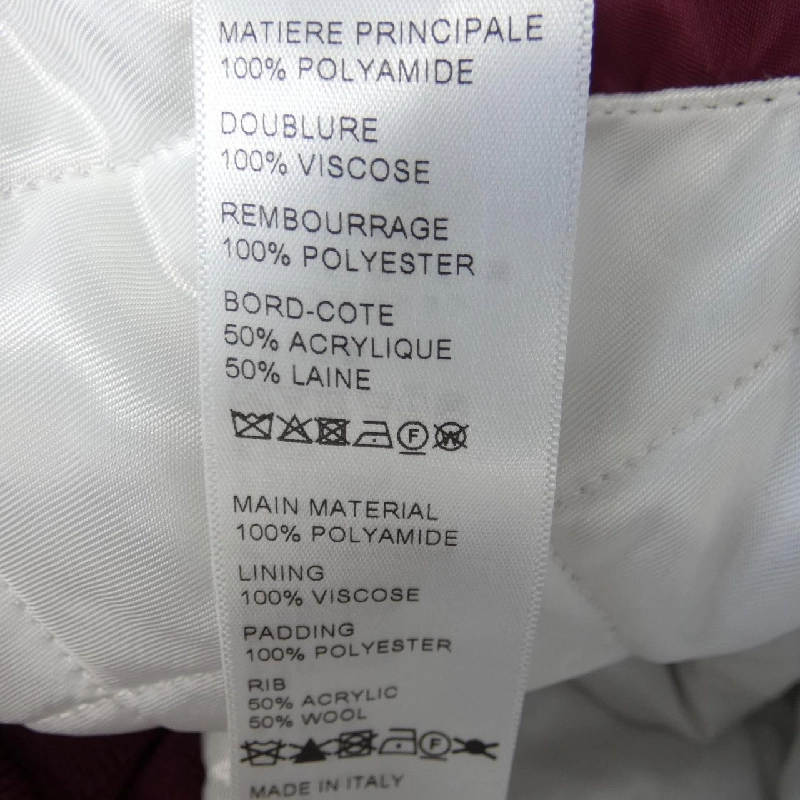 MATIERE PRINCIPALE
100% POLYAMIDE
DOUBLURE
100% VISCOSE
REMBOURRAGE
100% POLYESTER
BORD-COTE
50% ACRYLIQUE
50% LAINE
F W
MAIN MATERIAL
100% POLYAMIDE
LINING
100% VISCOSE
PADDING
100% POLYESTER
RIB
50% ACRYLIC
50% WOOL
F
MADE IN ITALY